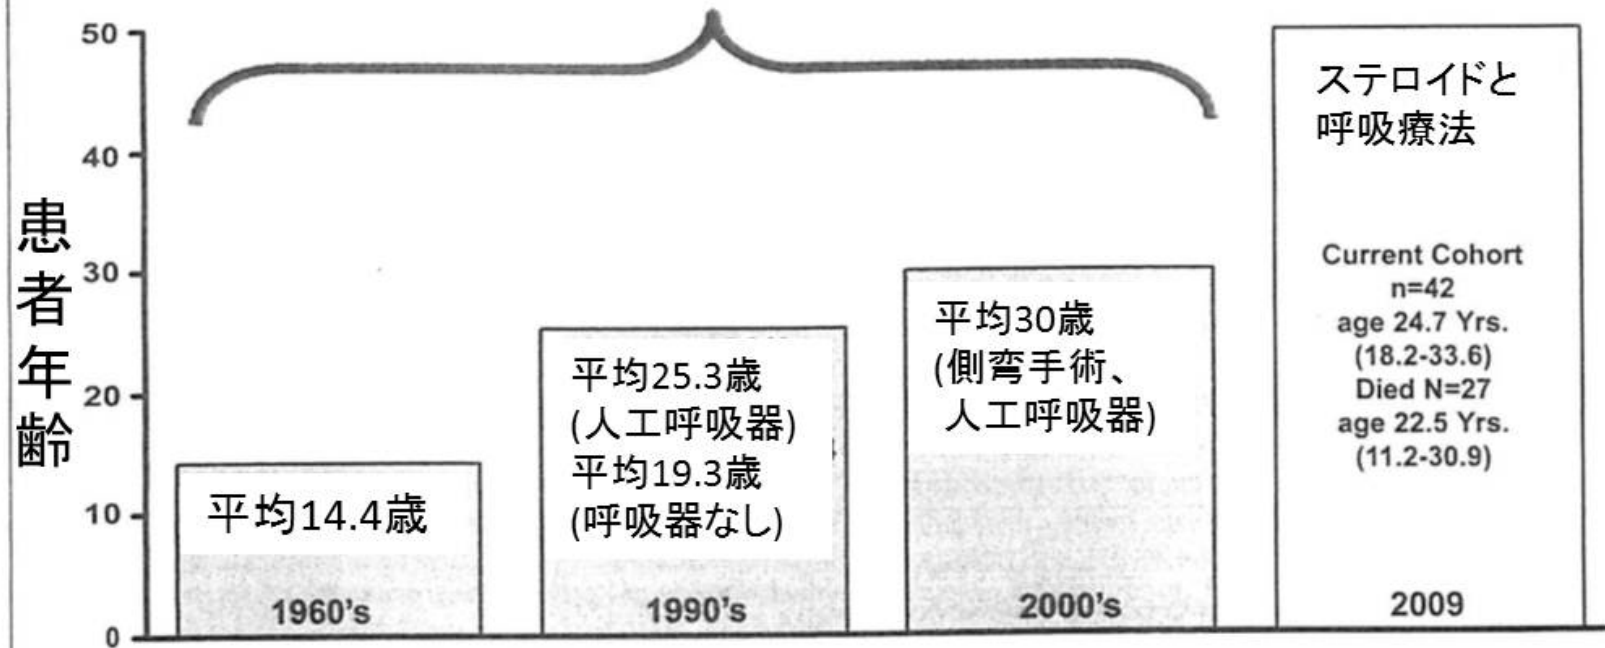 50
40
30
20
10
0
患者年齢
平均14.4歳
1960's
平均25.3歳
(人工呼吸器)
平均19.3歳
(呼吸器なし)
1990's
平均30歳
(側弯手術、
人工呼吸器)
2000's
ステロイドと
呼吸療法
Current Cohort
n=42
age 24.7 Yrs.
(18.2-33.6)
Died N=27
age 22.5 Yrs.
(11.2-30.9)
2009